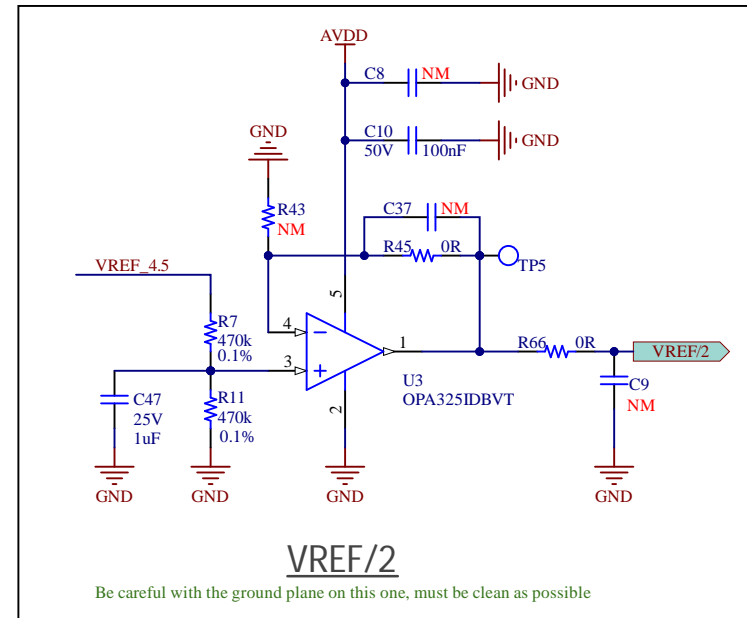 AVDD
C8 NM
GND
C10
50V 100nF
GND
GND
R43
NM
C37 NM
R45 0R
TP5
VREF_4.5
5
R7
470k
0.1%
4
3
1
R66 0R
VREF/2
C47
25V
1uF
R11
470k
0.1%
2
U3
OPA325IDBVT
C9
NM
GND
GND
GND
GND
VREF/2
Be careful with the ground plane on this one, must be clean as possible